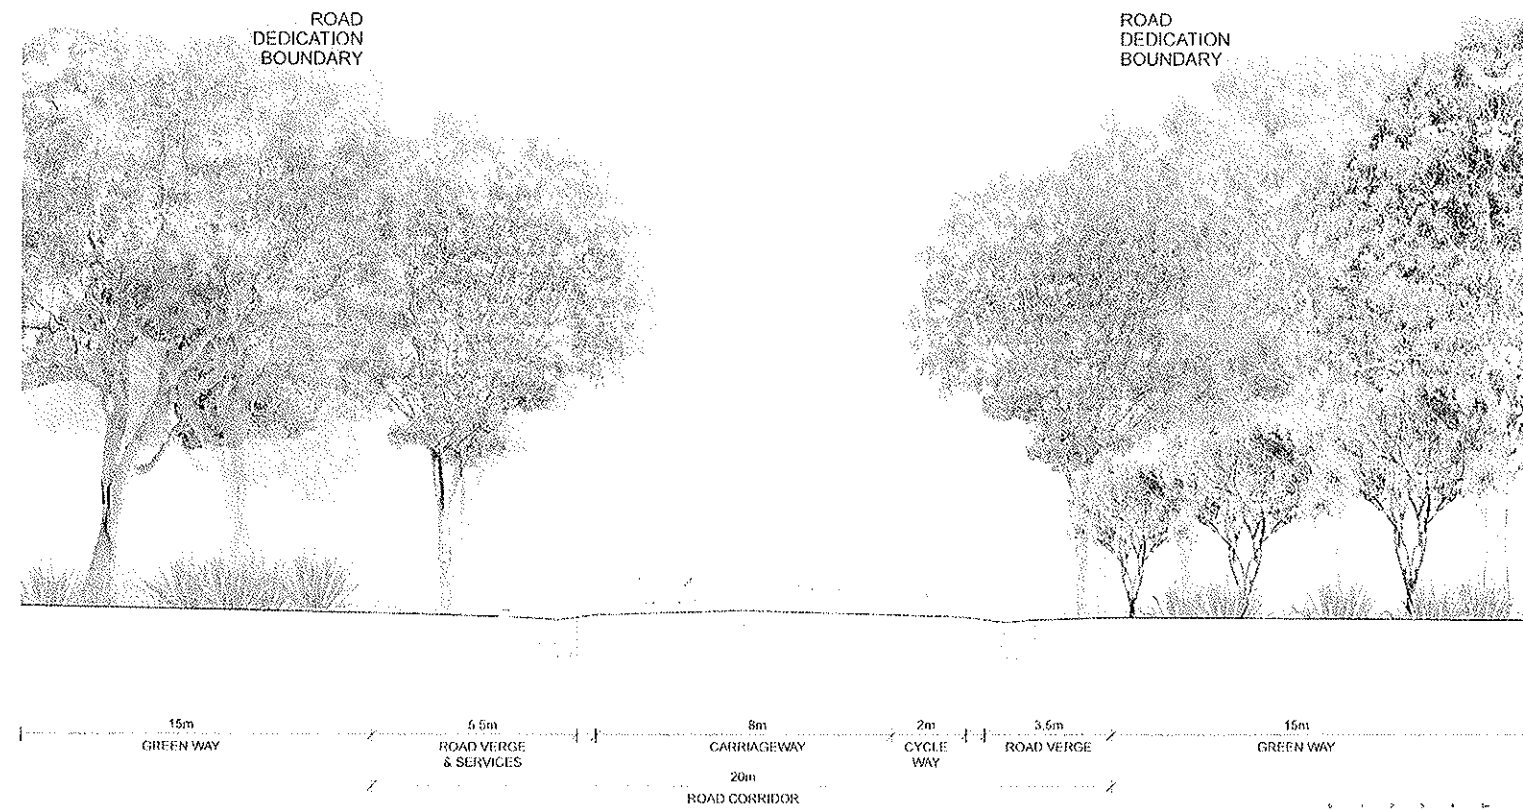 ROAD
DEDICATION
BOUNDARY
ROAD
DEDICATION
BOUNDARY
15m
GREEN WAY
5.5m
ROAD VERGE
& SERVICES
8m
CARRIAGEWAY
2m
CYCLE
WAY
3.5m
ROAD VERGE
15m
GREEN WAY
20m
ROAD CORRIDOR